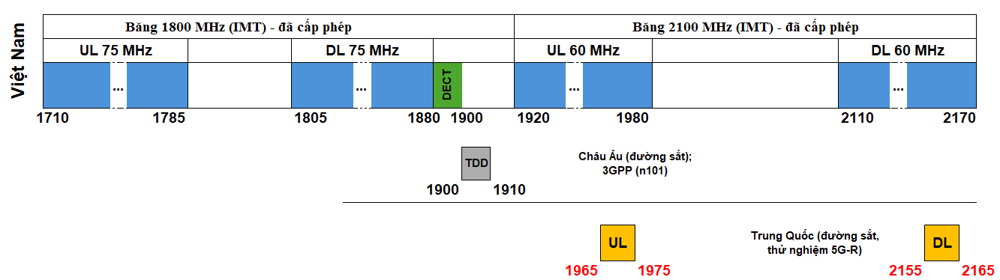 Việt Nam
Băng 1800 MHz (IMT) - đã cấp phép
Băng 2100 MHz (IMT) - đã cấp phép
UL 75 MHz
DL 75 MHz
UL 60 MHz
DL 60 MHz
...
...
DECT
...
...
1710
1785
1805
1880
1900
1920
1980
2110
2170
TDD
Châu Âu (đường sắt);
3GPP (n101)
1900
1910
UL
Trung Quốc (đường sắt,
thử nghiệm 5G-R)
DL
1965
1975
2155
2165